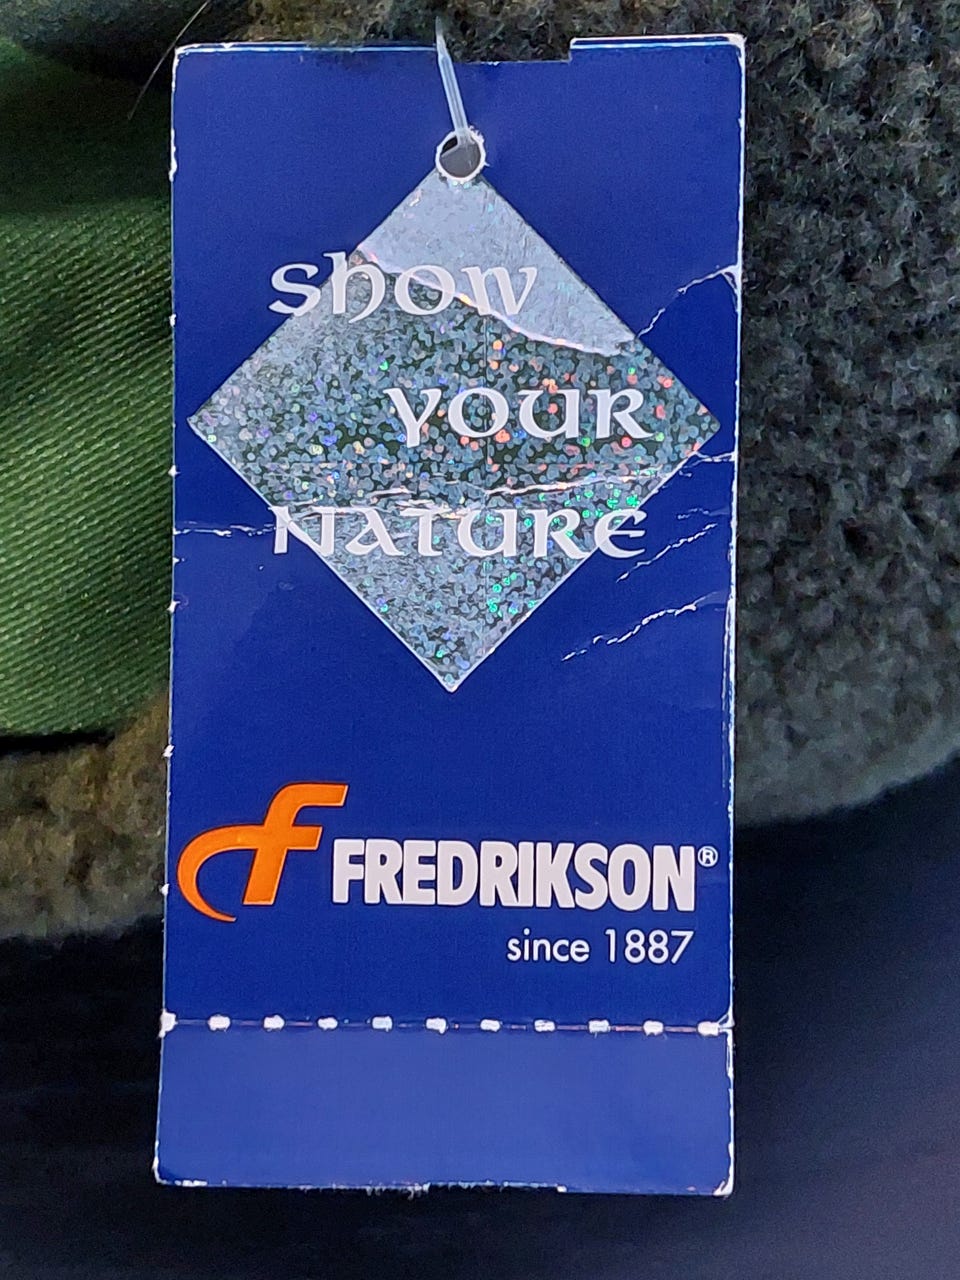 Show
Your
Nature
FREDRIKSON®
since 1887